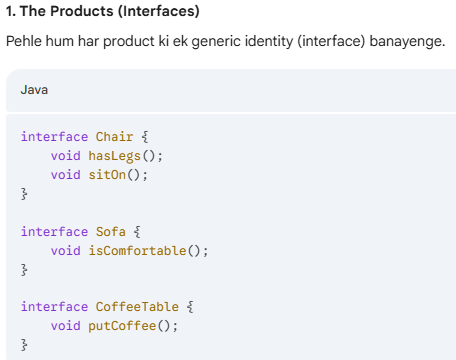 1. The Products (Interfaces)
Pehle hum har product ki ek generic identity (interface) banayenge.
Java
interface Chair {
    void hasLegs();
    void sitOn();
}

interface Sofa {
    void isComfortable();
}

interface CoffeeTable {
    void putCoffee();
}